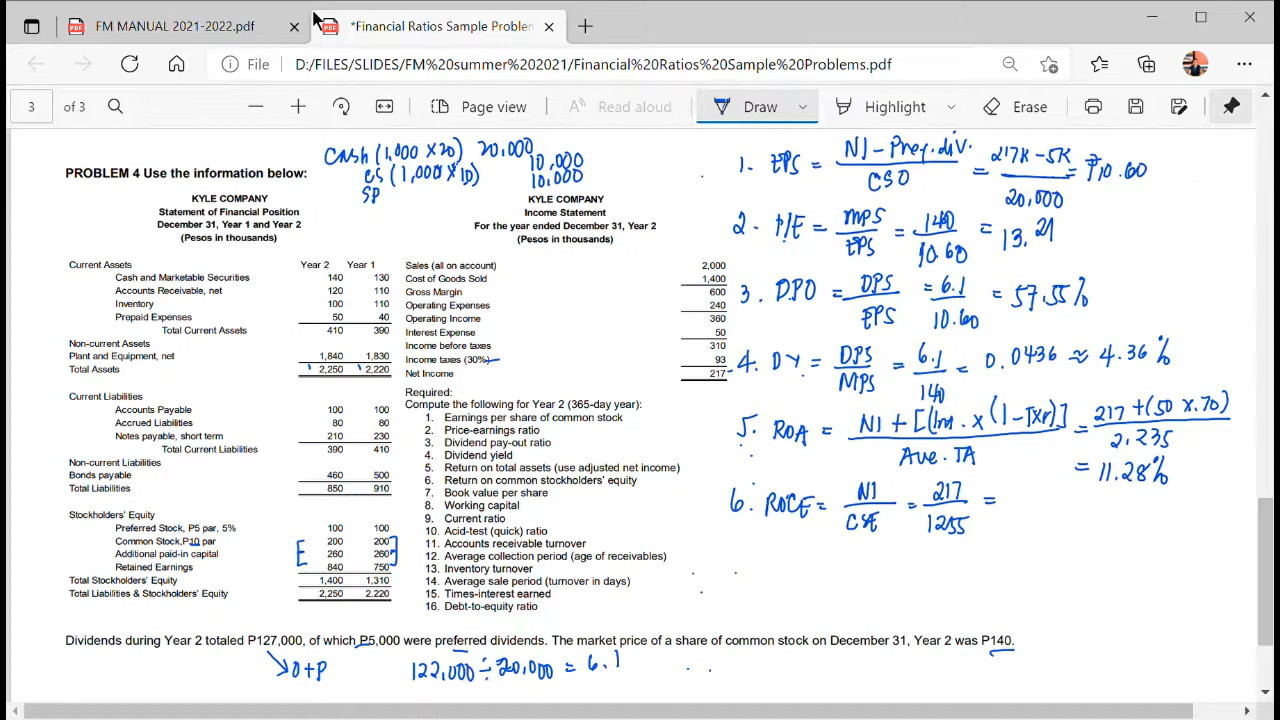 FM MANUAL 2021-2022.pdf
*Financial Ratios Sample Problem
File D:/FILES/SLIDES/FM%20summer%202021/Financial%20Ratios%20Sample%20Problems.pdf
3 of 3 Page view Read aloud Draw Highlight Erase
Cash (1,000 x 20) 20,000
CS (1,000 x 10) 10,000
SP 10,000
PROBLEM 4 Use the information below:
KYLE COMPANY
Statement of Financial Position
December 31, Year 1 and Year 2
(Pesos in thousands)
Year 2 Year 1
Current Assets
Cash and Marketable Securities 140 130
Accounts Receivable, net 120 110
Inventory 100 110
Prepaid Expenses 50 40
Total Current Assets 410 390
Non-current Assets
Plant and Equipment, net 1,840 1,830
Total Assets 2,250 2,220
Current Liabilities
Accounts Payable 100 100
Accrued Liabilities 80 80
Notes payable, short term 210 230
Total Current Liabilities 390 410
Non-current Liabilities
Bonds payable 460 500
Total Liabilities 850 910
Stockholders' Equity
Preferred Stock, P5 par, 5% 100 100
Common Stock,P10 par 200 200
Additional paid-in capital 260 260
Retained Earnings 840 750
Total Stockholders' Equity 1,400 1,310
Total Liabilities & Stockholders' Equity 2,250 2,220
KYLE COMPANY
Income Statement
For the year ended December 31, Year 2
(Pesos in thousands)
Sales (all on account) 2,000
Cost of Goods Sold 1,400
Gross Margin 600
Operating Expenses 240
Operating Income 360
Interest Expense 50
Income before taxes 310
Income taxes (30%) 93
Net Income 217
Required:
Compute the following for Year 2 (365-day year):
1. Earnings per share of common stock
2. Price-earnings ratio
3. Dividend pay-out ratio
4. Dividend yield
5. Return on total assets (use adjusted net income)
6. Return on common stockholders' equity
7. Book value per share
8. Working capital
9. Current ratio
10. Acid-test (quick) ratio
11. Accounts receivable turnover
12. Average collection period (age of receivables)
13. Inventory turnover
14. Average sale period (turnover in days)
15. Times-interest earned
16. Debt-to-equity ratio
1. EPS = NI - Pref. div. / CSO = 217K - 5K / 20,000 = ₱10.60
2. P/E = MPS / EPS = 140 / 10.60 = 13.21
3. DPO = DPS / EPS = 6.1 / 10.60 = 57.55%
4. DY = DPS / MPS = 6.1 / 140 = 0.0436 ≈ 4.36%
5. ROA = NI + [(Int. x (1 - Txr)] / Ave. TA = 217 + (50 x .70) / 2.235
= 11.28%
6. ROCE = NI / CSE = 217 / 1255 =
Dividends during Year 2 totaled P127,000, of which P5,000 were preferred dividends. The market price of a share of common stock on December 31, Year 2 was P140.
O+P 122,000 ÷ 20,000 = 6.1